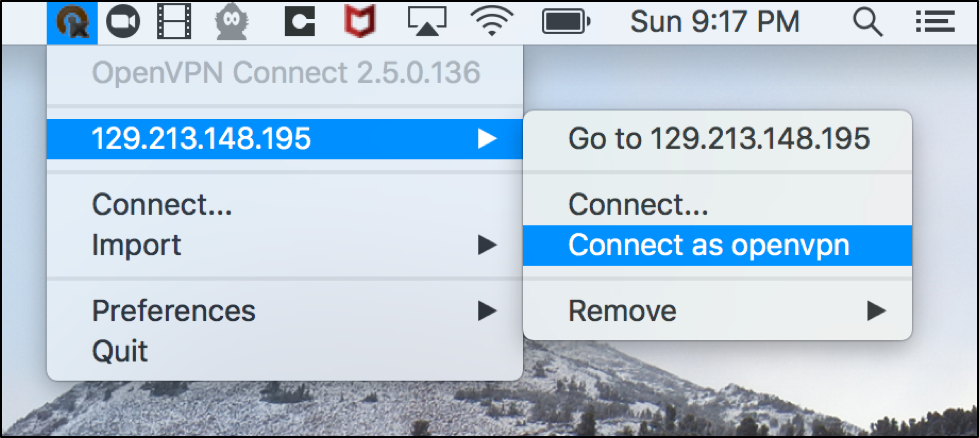 Sun 9:17 PM
OpenVPN Connect 2.5.0.136
129.213.148.195
Connect...
Import
Preferences
Quit
Go to 129.213.148.195
Connect...
Connect as openvpn
Remove